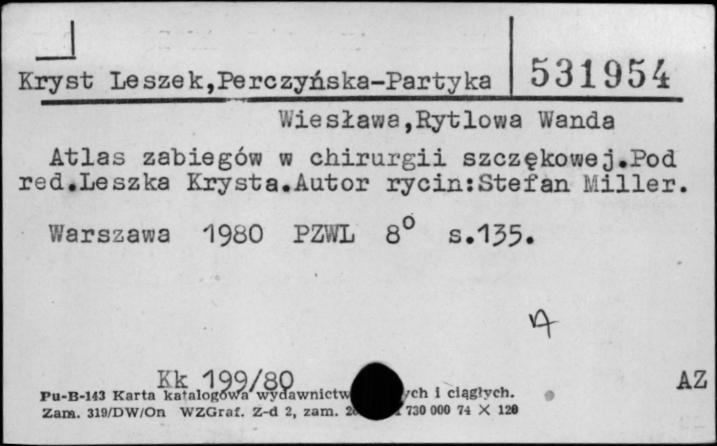 Kryst Leszek,Perczyńska-Partyka 531954
Wiesława,Rytlowa Wanda
Atlas zabiegów w chirurgii szczękowej.Pod
red.Leszka Krysta.Autor rycin:Stefan Miller.
Warszawa 1980 PZWL 8° s.135.
Kk 199/80 AZ
Pu-B-143 Karta katalogowa wydawnictw ych i ciągłych.
Zam. 319/DW/On WZGraf. Z-d 2, zam. 730 000 74 X 120